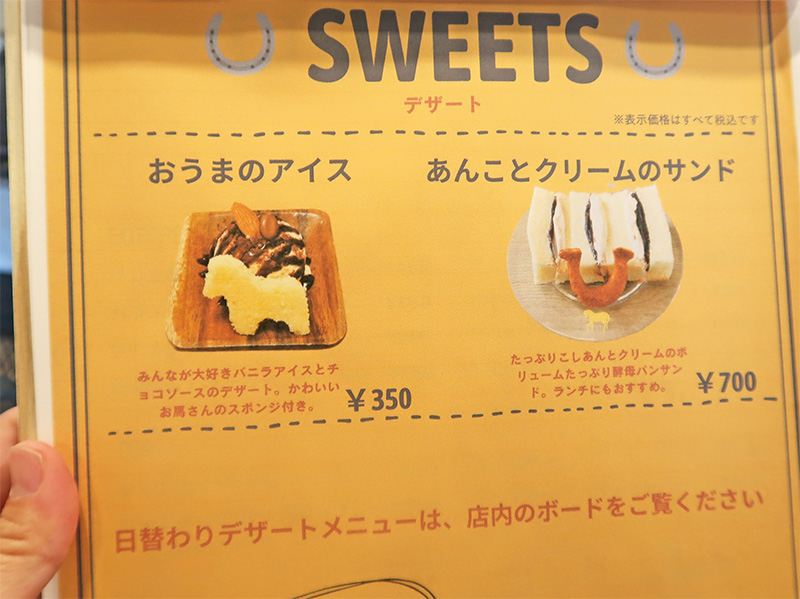 SWEETS
デザート
※表示価格はすべて税込です
おうまのアイス
あんことクリームのサンド
みんなが大好きバニラアイスとチ
ョコソースのデザート。かわいい
お馬さんのスポンジ付き。
¥350
たっぷりこしあんとクリームのボ
リュームたっぷり酵母パンサン
ド。ランチにもおすすめ。
¥700
日替わりデザートメニューは、店内のボードをご覧ください